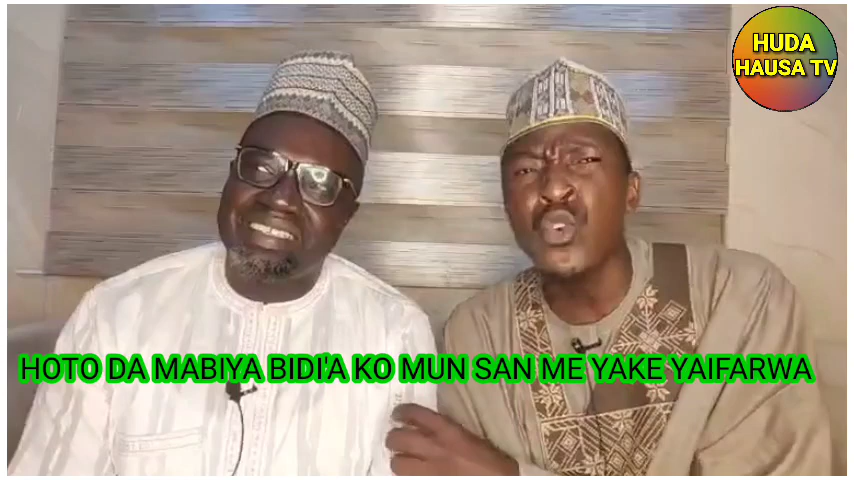 HUDA
HAUSA TV
HOTO DA MABIYA BIDI'A KO MUN SAN ME YAKE YAIFARWA